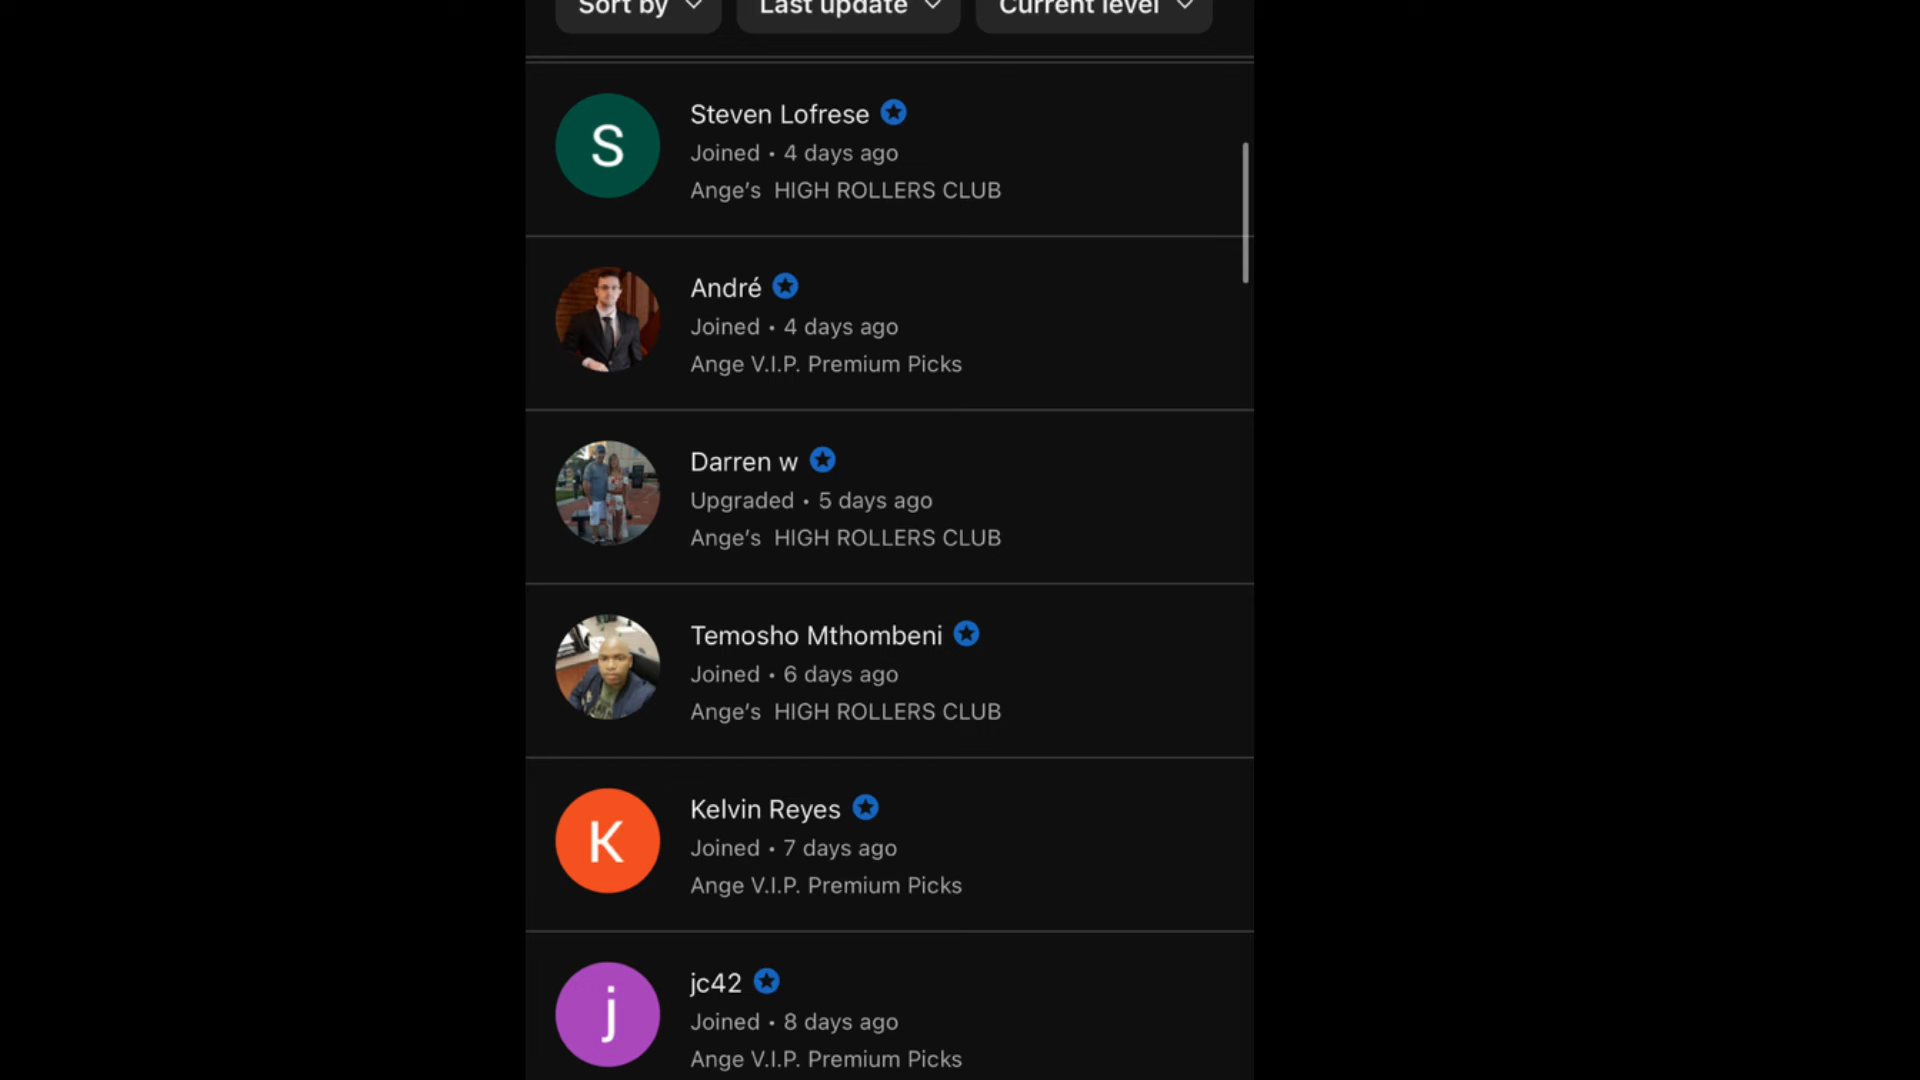 Sort by Last update Current level
S
Steven Lofrese
Joined • 4 days ago
Ange’s HIGH ROLLERS CLUB
André
Joined • 4 days ago
Ange V.I.P. Premium Picks
Darren w
Upgraded • 5 days ago
Ange’s HIGH ROLLERS CLUB
Temosho Mthombeni
Joined • 6 days ago
Ange’s HIGH ROLLERS CLUB
K
Kelvin Reyes
Joined • 7 days ago
Ange V.I.P. Premium Picks
j
jc42
Joined • 8 days ago
Ange V.I.P. Premium Picks